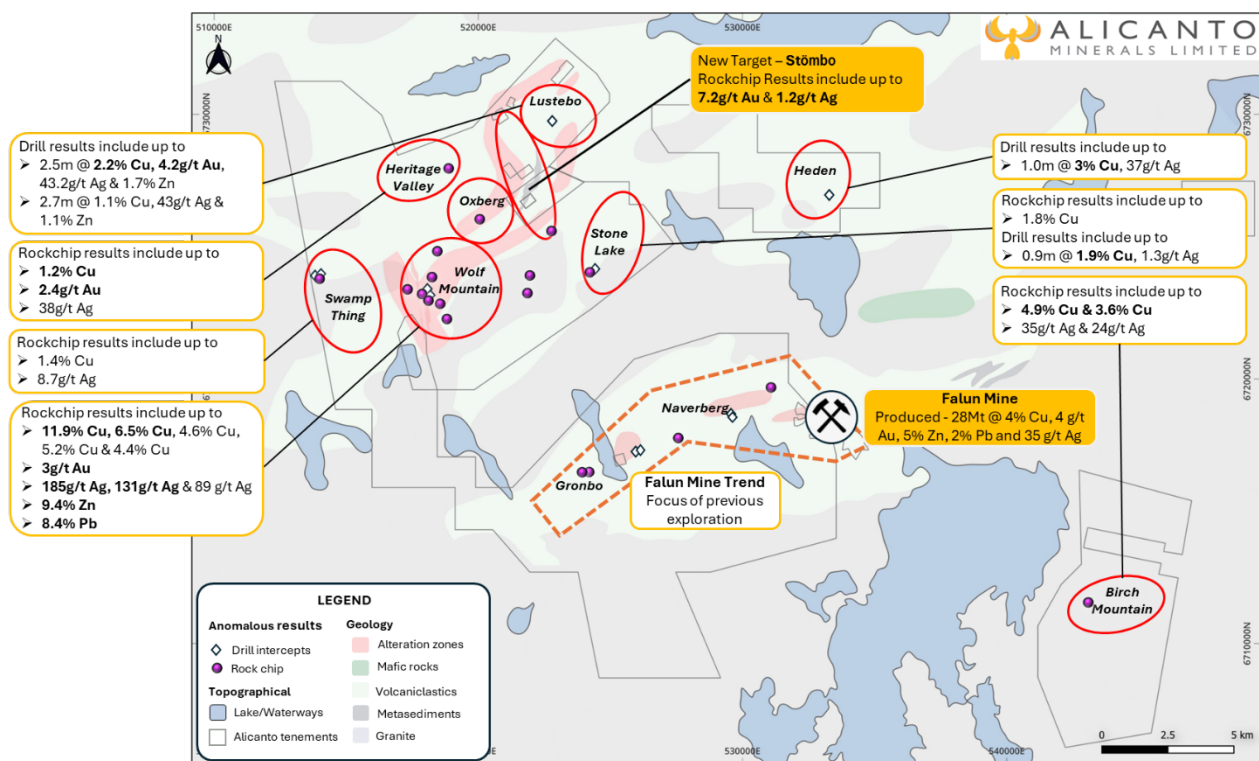 510000E
520000E
530000E
ALICANTO
MINERALS LIMITED
New Target – Stömbo
Rockchip Results include up to
7.2g/t Au & 1.2g/t Ag
6730000N
6730000N
Lustebo
Drill results include up to
➢ 2.5m @ 2.2% Cu, 4.2g/t Au,
43.2g/t Ag & 1.7% Zn
➢ 2.7m @ 1.1% Cu, 43g/t Ag &
1.1% Zn
Heritage
Valley
Oxberg
Heden
Drill results include up to
➢ 1.0m @ 3% Cu, 37g/t Ag
Rockchip results include up to
➢ 1.8% Cu
Drill results include up to
➢ 0.9m @ 1.9% Cu, 1.3g/t Ag
Stone
Lake
Rockchip results include up to
➢ 1.2% Cu
➢ 2.4g/t Au
➢ 38g/t Ag
Wolf
Mountain
Swamp
Thing
Rockchip results include up to
➢ 4.9% Cu & 3.6% Cu
➢ 35g/t Ag & 24g/t Ag
Rockchip results include up to
➢ 1.4% Cu
➢ 8.7g/t Ag
6720000N
Rockchip results include up to
➢ 11.9% Cu, 6.5% Cu, 4.6% Cu,
5.2% Cu & 4.4% Cu
➢ 3g/t Au
➢ 185g/t Ag, 131g/t Ag & 89 g/t Ag
➢ 9.4% Zn
➢ 8.4% Pb
Naverberg
Falun Mine
Produced - 28Mt @ 4% Cu, 4 g/t
Au, 5% Zn, 2% Pb and 35 g/t Ag
Gronbo
Falun Mine Trend
Focus of previous
exploration
Birch
Mountain
6710000N
LEGEND
Anomalous results
Drill intercepts
Rock chip
Topographical
Lake/Waterways
Alicanto tenements
Geology
Alteration zones
Mafic rocks
Volcaniclastics
Metasediments
Granite
0 2.5 5 km
530000E
540000E